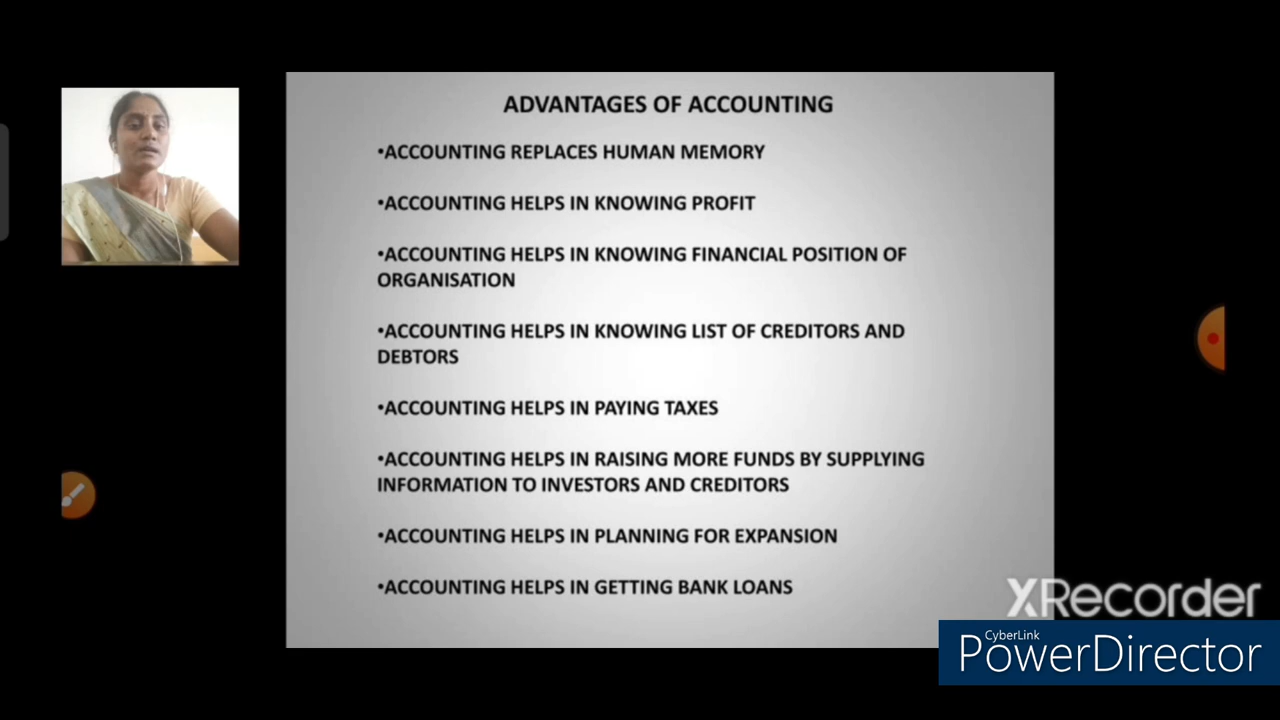 ADVANTAGES OF ACCOUNTING
•ACCOUNTING REPLACES HUMAN MEMORY
•ACCOUNTING HELPS IN KNOWING PROFIT
•ACCOUNTING HELPS IN KNOWING FINANCIAL POSITION OF
ORGANISATION
•ACCOUNTING HELPS IN KNOWING LIST OF CREDITORS AND
DEBTORS
•ACCOUNTING HELPS IN PAYING TAXES
•ACCOUNTING HELPS IN RAISING MORE FUNDS BY SUPPLYING
INFORMATION TO INVESTORS AND CREDITORS
•ACCOUNTING HELPS IN PLANNING FOR EXPANSION
•ACCOUNTING HELPS IN GETTING BANK LOANS
XRecorder
CyberLink
PowerDirector